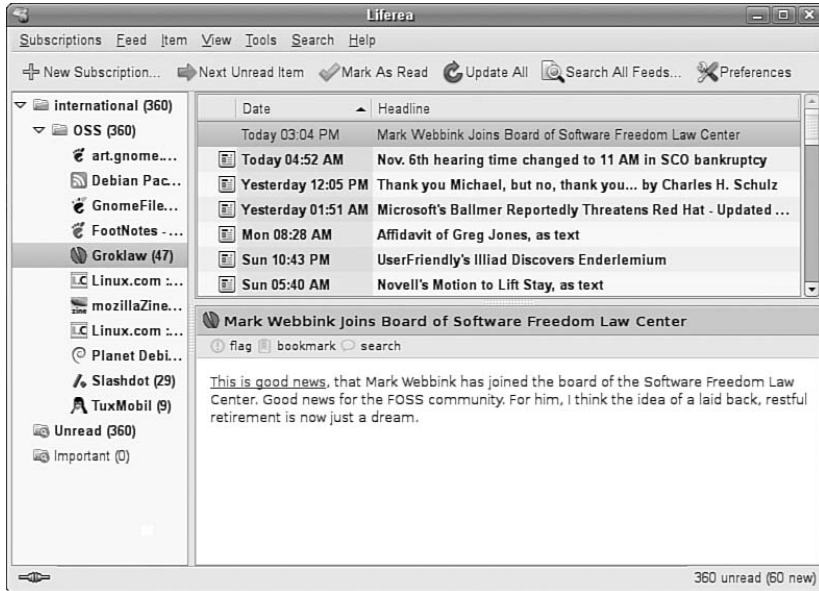 Liferea
Subscriptions Feed Item View Tools Search Help
New Subscription... Next Unread Item Mark As Read Update All Search All Feeds... Preferences
international (360)
OSS (360)
art.gnome....
Debian Pac...
GnomeFile...
FootNotes -...
Groklaw (47)
Linux.com :...
mozillaZine...
Linux.com :...
Planet Debi...
Slashdot (29)
TuxMobil (9)
Unread (360)
Important (0)
Date Headline
Today 03:04 PM Mark Webbink Joins Board of Software Freedom Law Center
Today 04:52 AM Nov. 6th hearing time changed to 11 AM in SCO bankruptcy
Yesterday 12:05 PM Thank you Michael, but no, thank you... by Charles H. Schulz
Yesterday 01:51 AM Microsoft's Ballmer Reportedly Threatens Red Hat - Updated ...
Mon 08:28 AM Affidavit of Greg Jones, as text
Sun 10:43 PM UserFriendly's Illiad Discovers Enderlemium
Sun 05:40 AM Novell's Motion to Lift Stay, as text
Mark Webbink Joins Board of Software Freedom Law Center
flag bookmark search
This is good news, that Mark Webbink has joined the board of the Software Freedom Law
Center. Good news for the FOSS community. For him, I think the idea of a laid back, restful
retirement is now just a dream.
360 unread (60 new)